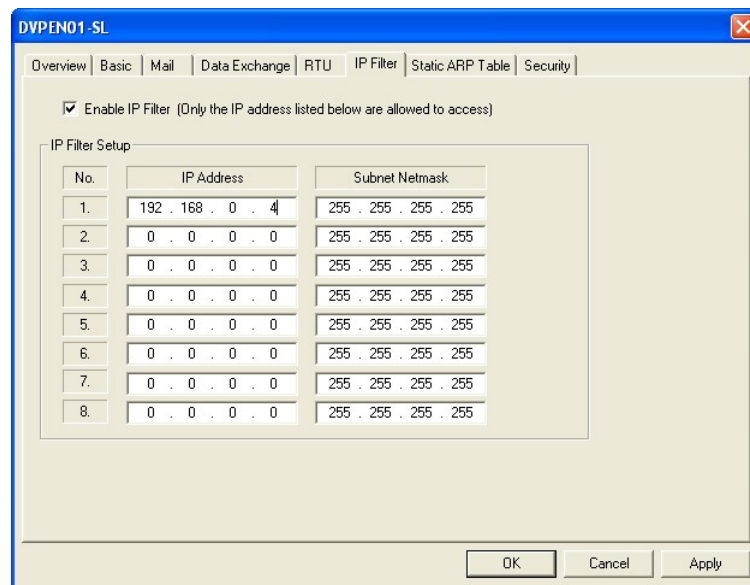 DVPEN01-SL
Overview Basic Mail Data Exchange RTU IP Filter Static ARP Table Security
Enable IP Filter (Only the IP address listed below are allowed to access)
IP Filter Setup
No. IP Address Subnet Netmask
1. 192 . 168 . 0 . 4 255 . 255 . 255 . 255
2. 0 . 0 . 0 . 0 255 . 255 . 255 . 255
3. 0 . 0 . 0 . 0 255 . 255 . 255 . 255
4. 0 . 0 . 0 . 0 255 . 255 . 255 . 255
5. 0 . 0 . 0 . 0 255 . 255 . 255 . 255
6. 0 . 0 . 0 . 0 255 . 255 . 255 . 255
7. 0 . 0 . 0 . 0 255 . 255 . 255 . 255
8. 0 . 0 . 0 . 0 255 . 255 . 255 . 255
OK Cancel Apply